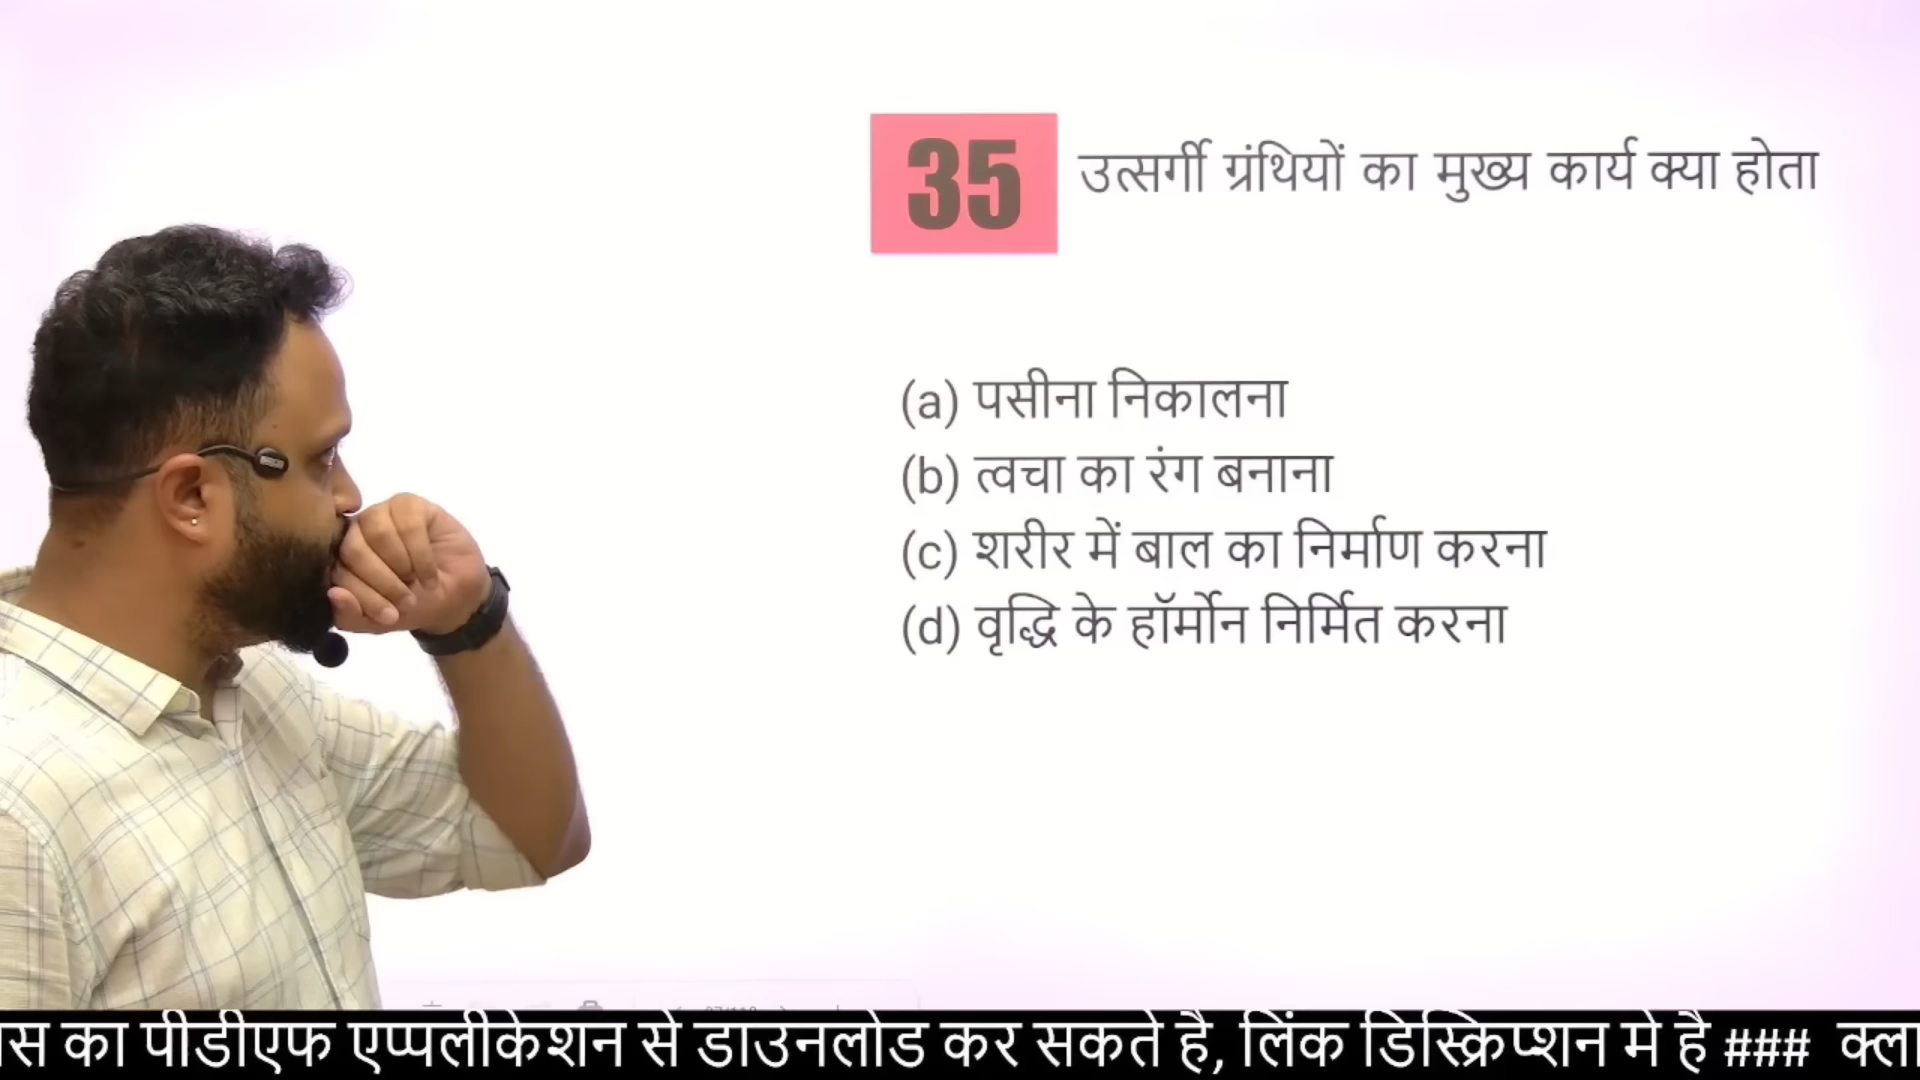 35 उत्सर्गी ग्रंथियों का मुख्य कार्य क्या होता
(a) पसीना निकालना
(b) त्वचा का रंग बनाना
(c) शरीर में बाल का निर्माण करना
(d) वृद्धि के हॉर्मोन निर्मित करना
का पीडीएफ एप्पलीकेशन से डाउनलोड कर सकते है, लिंक डिस्क्रिप्शन मे है ###